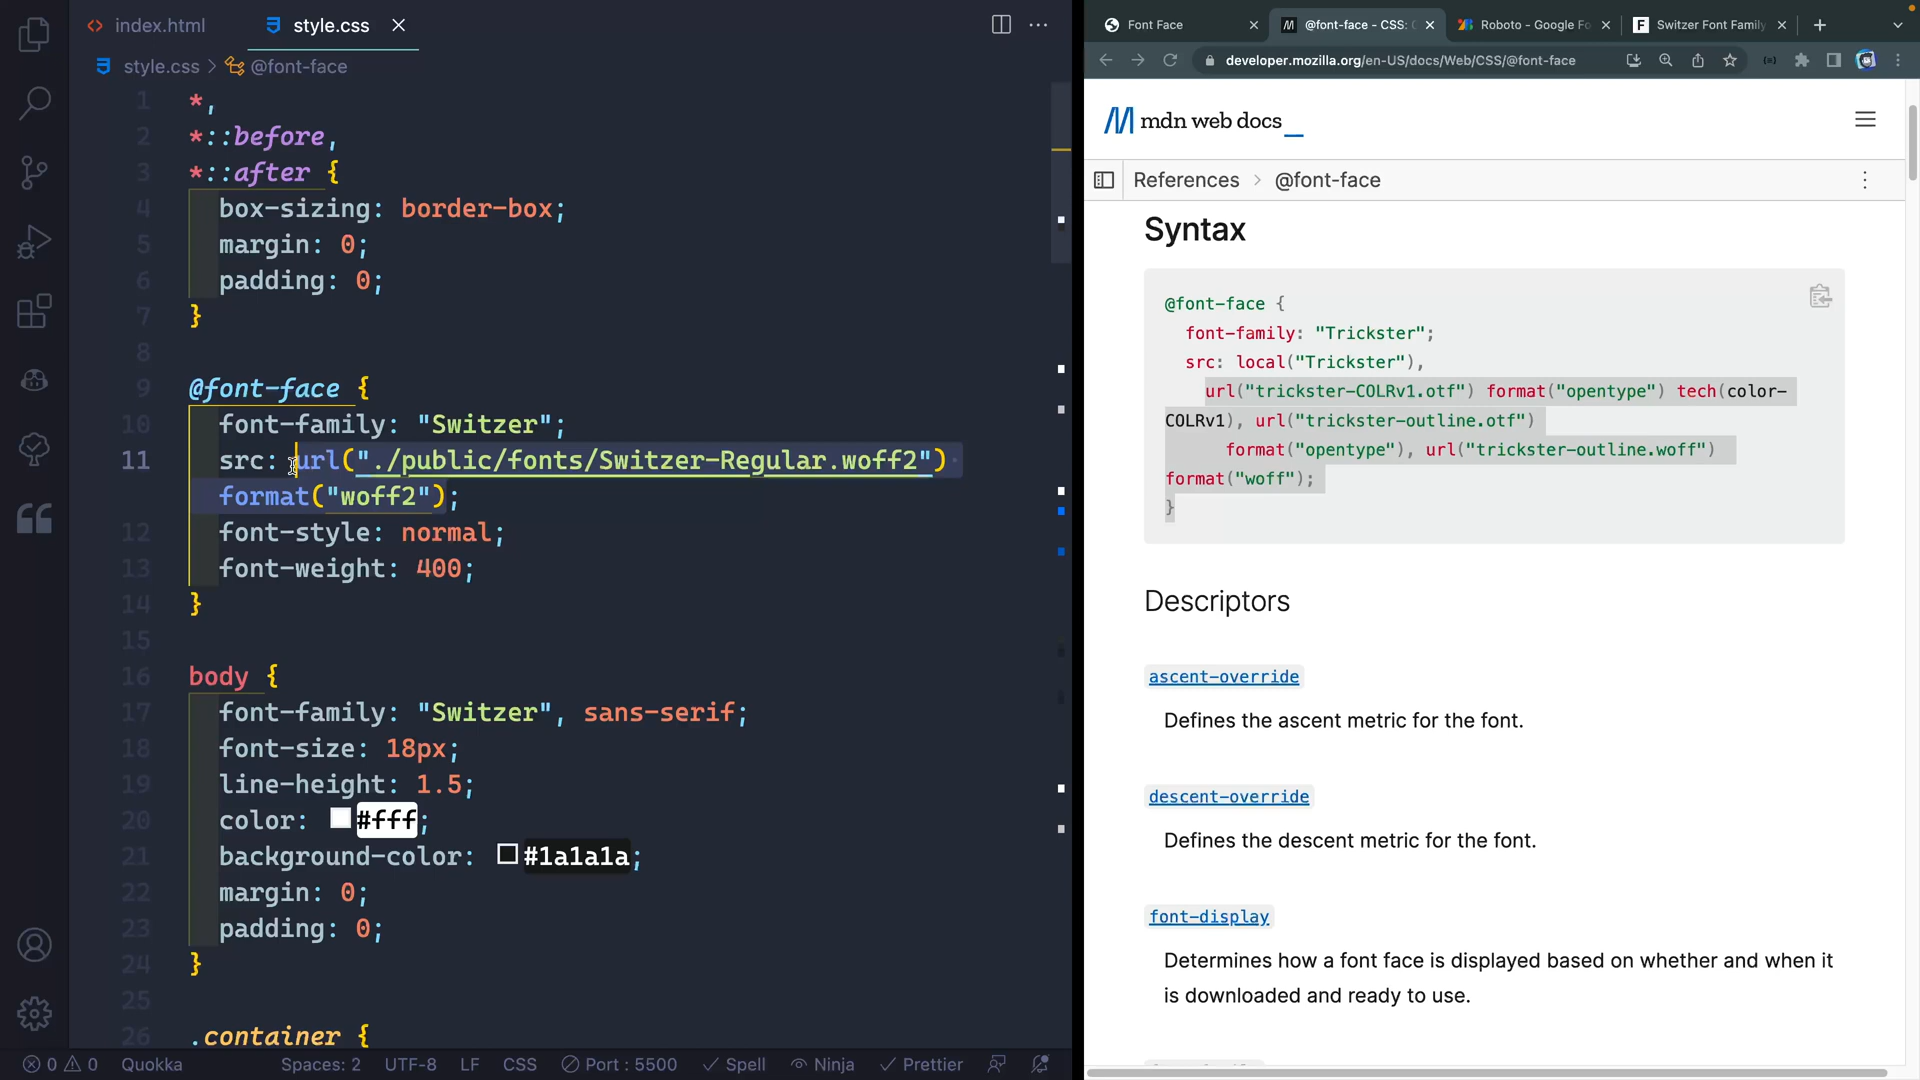 index.html
style.css
style.css > @font-face
1 *,
2 *::before,
3 *::after {
4 box-sizing: border-box;
5 margin: 0;
6 padding: 0;
7 }
8
9 @font-face {
10 font-family: "Switzer";
11 src: url("./public/fonts/Switzer-Regular.woff2")
format("woff2");
12 font-style: normal;
13 font-weight: 400;
14 }
15
16 body {
17 font-family: "Switzer", sans-serif;
18 font-size: 18px;
19 line-height: 1.5;
20 color: #fff;
21 background-color: #1a1a1a;
22 margin: 0;
23 padding: 0;
24 }
25
26 .container {
0 0 Quokka Spaces: 2 UTF-8 LF CSS Port : 5500 Spell Ninja Prettier
Font Face
@font-face - CSS:
Roboto - Google Fo
Switzer Font Family
developer.mozilla.org/en-US/docs/Web/CSS/@font-face
mdn web docs_
References > @font-face
Syntax
@font-face {
font-family: "Trickster";
src: local("Trickster"),
url("trickster-COLRv1.otf") format("opentype") tech(color-
COLRv1), url("trickster-outline.otf")
format("opentype"), url("trickster-outline.woff")
format("woff");
}
Descriptors
ascent-override
Defines the ascent metric for the font.
descent-override
Defines the descent metric for the font.
font-display
Determines how a font face is displayed based on whether and when it
is downloaded and ready to use.